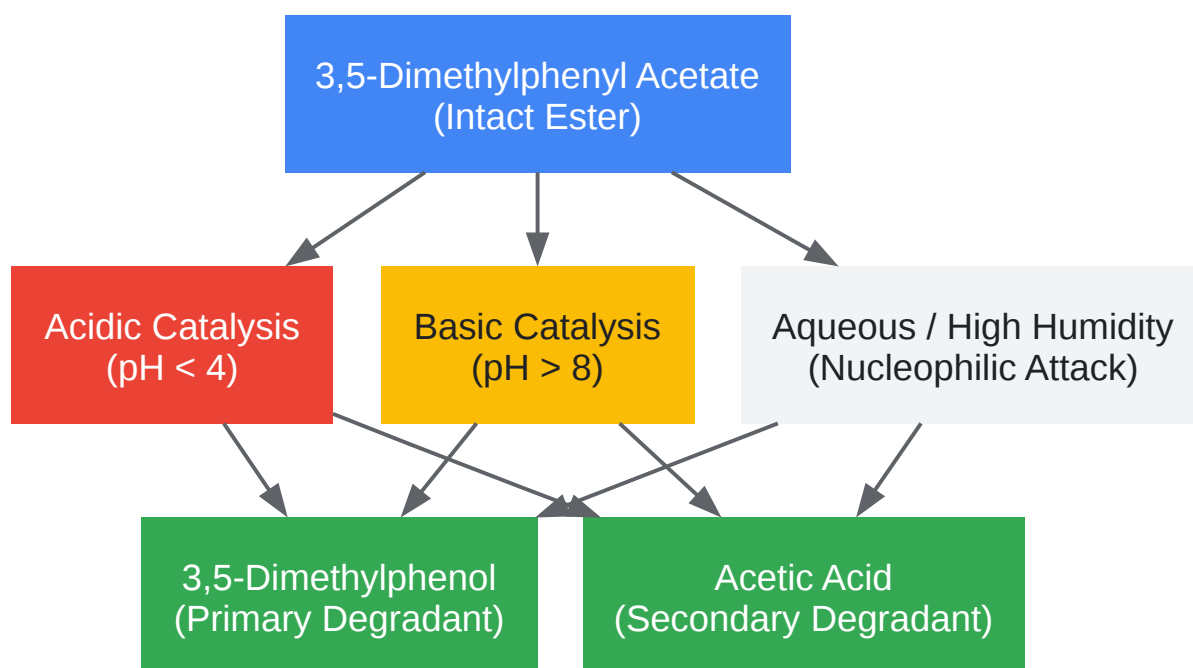 3,5-Dimethylphenyl Acetate
(Intact Ester)
Acidic Catalysis
(pH < 4)
Basic Catalysis
(pH > 8)
Aqueous / High Humidity
(Nucleophilic Attack)
3,5-Dimethylphenol
(Primary Degradant)
Acetic Acid
(Secondary Degradant)